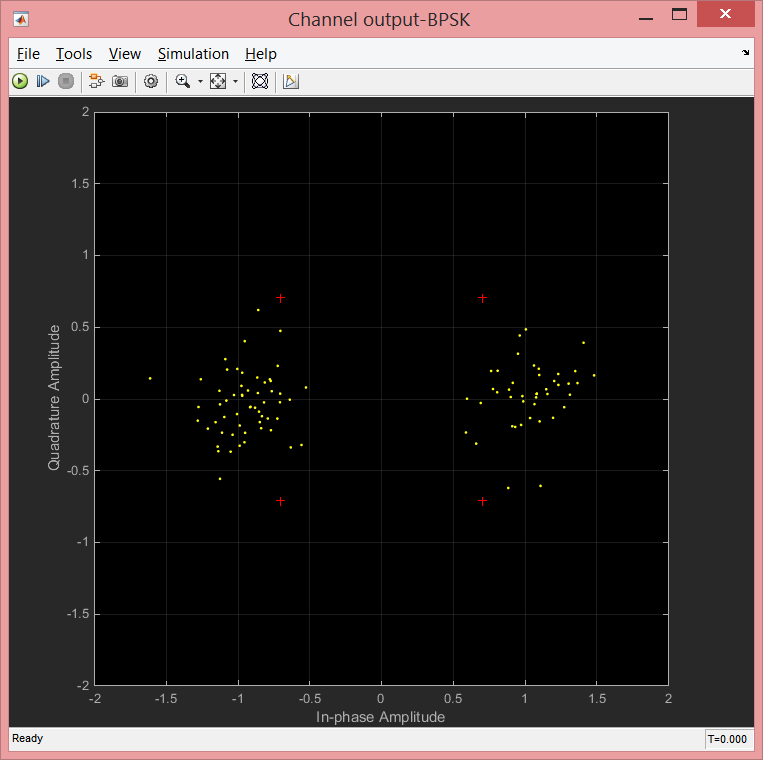 Channel output-BPSK
File Tools View Simulation Help
2
1.5
1
0.5
0
-0.5
-1
-1.5
-2
Quadrature Amplitude
-2 -1.5 -1 -0.5 0 0.5 1 1.5 2
In-phase Amplitude
Ready T=0.000